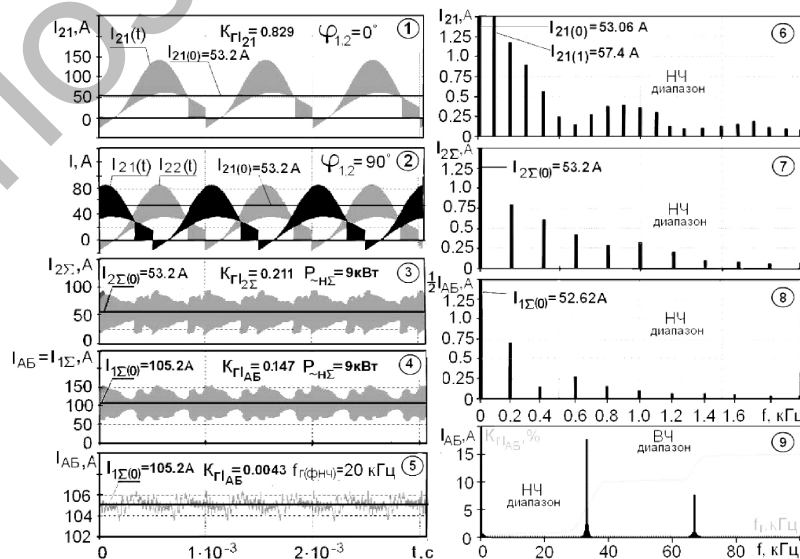 I21, A KГI21=0.829 φ1.2=0° 1
I21(t) I21(0)=53.2 A
150
100
50
0
I, A φ1.2=90° 2
I21(t) I22(t) I21(0)=53.2 A
80
40
0
I2Σ, A 3
I2Σ(0)=53.2 A KГI2Σ=0.211 P~НΣ=9кВт
100
50
0
IАБ=I1Σ, A 4
I1Σ(0)=105.2A KГIАБ=0.147 P~НΣ=9кВт
150
100
50
0
IАБ, A 5
I1Σ(0)=105.2A KГIАБ=0.0043 fГ(ФНЧ)=20 кГц
106
104
102
0 1·10-3 2·10-3 t, c
I21, A I21(0)=53.06 A 6
I21(1)=57.4 A
НЧ
диапазон
1.25
1.0
0.75
0.5
0.25
0
I2Σ, A 7
I2Σ(0)=53.2 A
НЧ
диапазон
1.25
1.0
0.75
0.5
0.25
0
½IАБ, A 8
I1Σ(0)=52.62A
НЧ
диапазон
1.25
0.75
0.25
0 0.2 0.4 0.6 0.8 1.0 1.2 1.4 1.6 f, кГц
IАБ, A KГIАБ, % ВЧ 9
диапазон
НЧ
диапазон
15
10
5
0
fГ, кГц
0 20 40 60 80 f, кГц